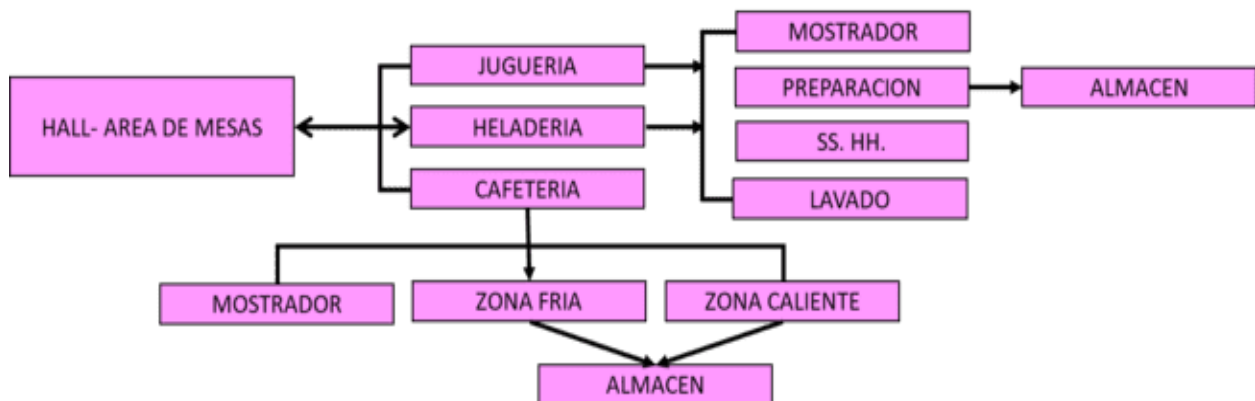 MOSTRADOR
JUGUERIA
PREPARACION
ALMACEN
HALL- AREA DE MESAS
HELADERIA
SS. HH.
CAFETERIA
LAVADO
MOSTRADOR
ZONA FRIA
ZONA CALIENTE
ALMACEN